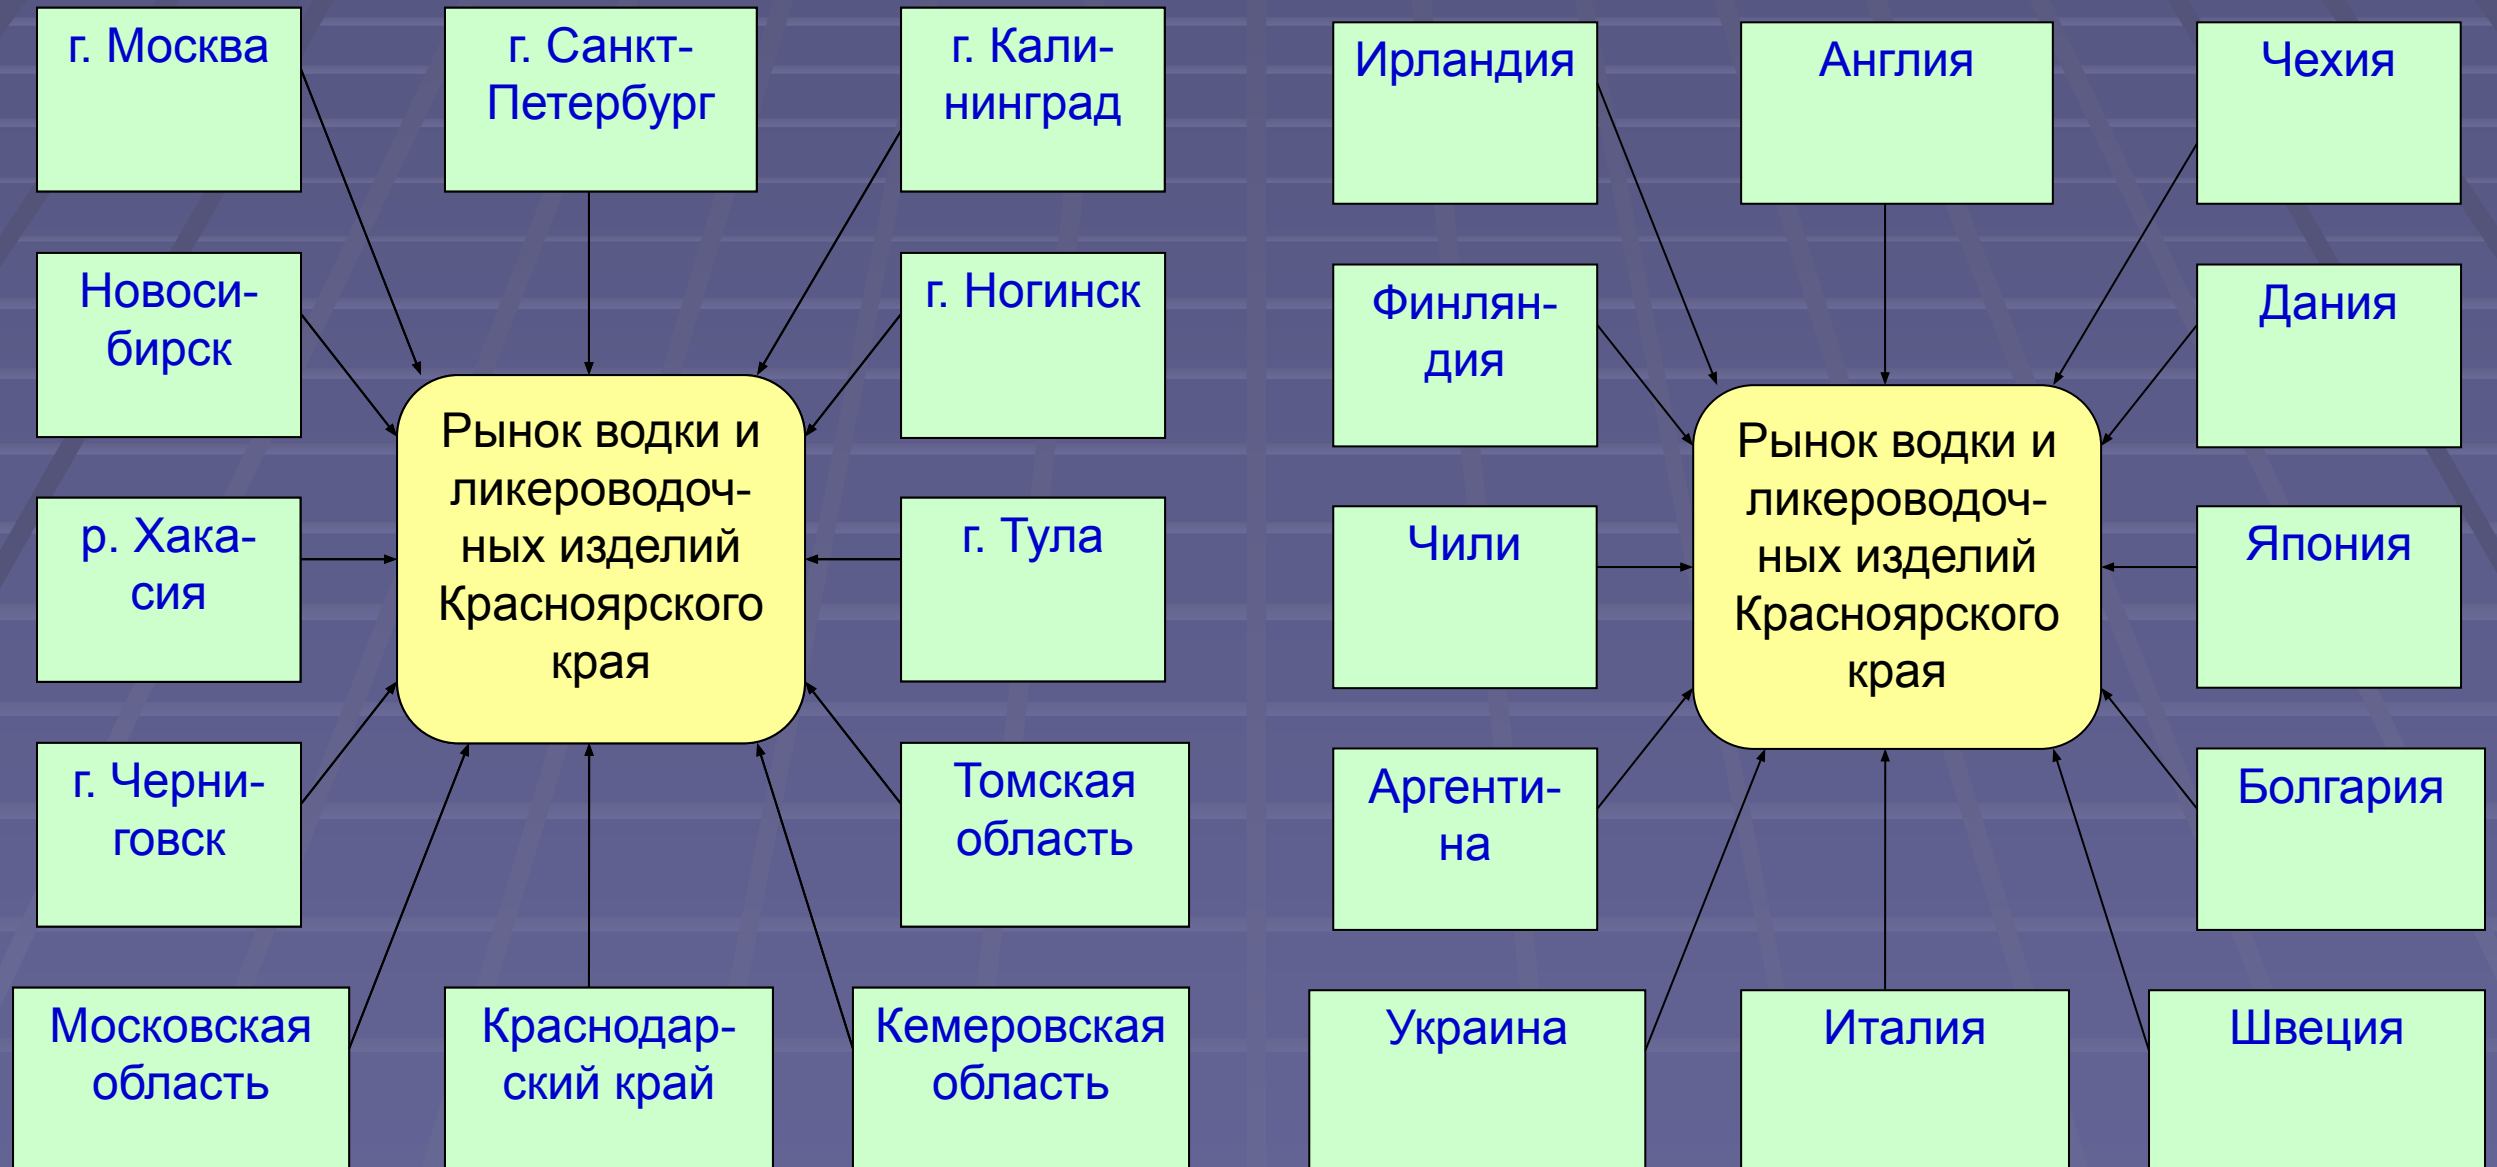 г. Москва
г. Санкт-
Петербург
г. Кали-
нинград
Новоси-
бирск
г. Ногинск
р. Хака-
сия
Рынок водки и
ликероводоч-
ных изделий
Красноярского
края
г. Тула
г. Черни-
говск
Томская
область
Московская
область
Краснодар-
ский край
Кемеровская
область
Ирландия
Англия
Чехия
Финлян-
дия
Дания
Чили
Рынок водки и
ликероводоч-
ных изделий
Красноярского
края
Япония
Аргенти-
на
Болгария
Украина
Италия
Швеция